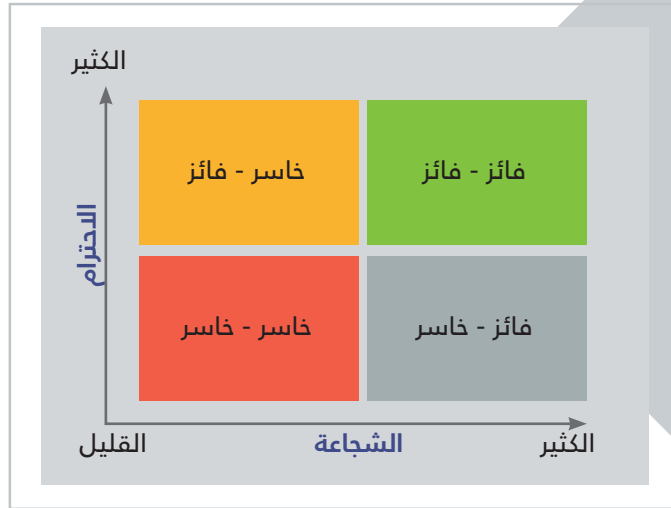 الكثير
فائز - فائز
خاسر - فائز
الاحترام
فائز - خاسر
خاسر - خاسر
الكثير
الشجاعة
القليل